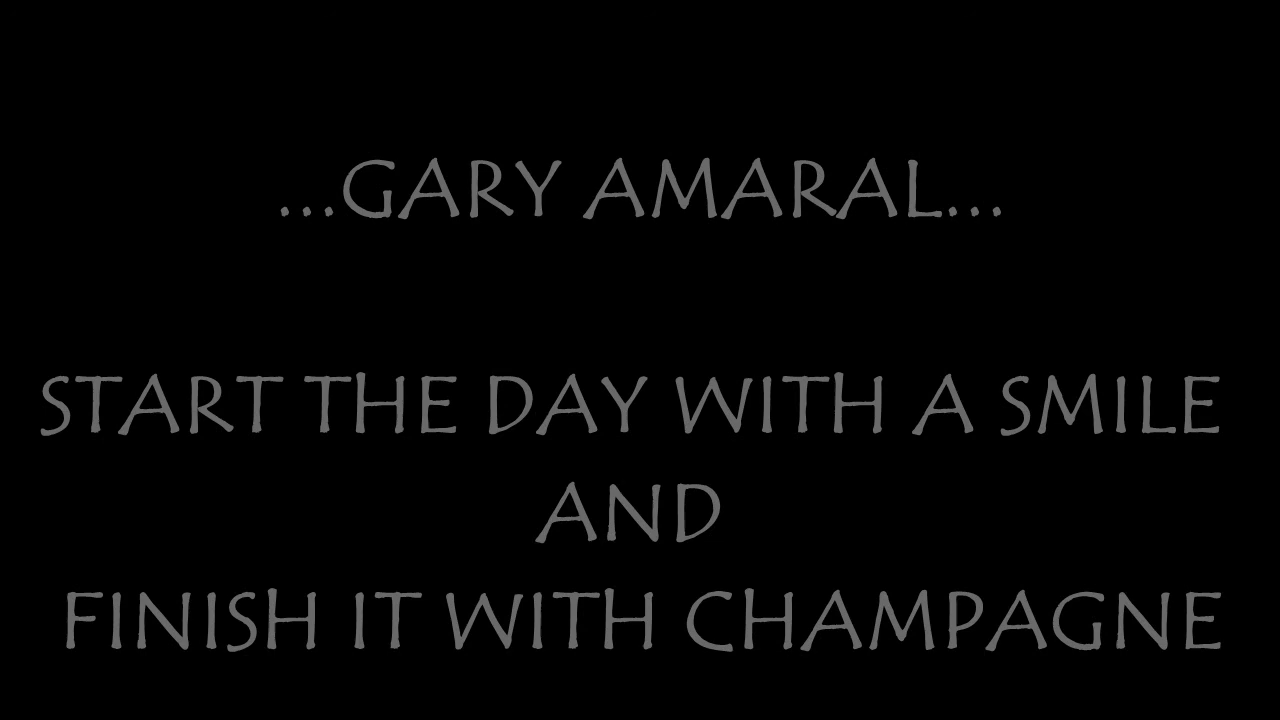 ...GARY AMARAL...
START THE DAY WITH A SMILE
AND
FINISH IT WITH CHAMPAGNE